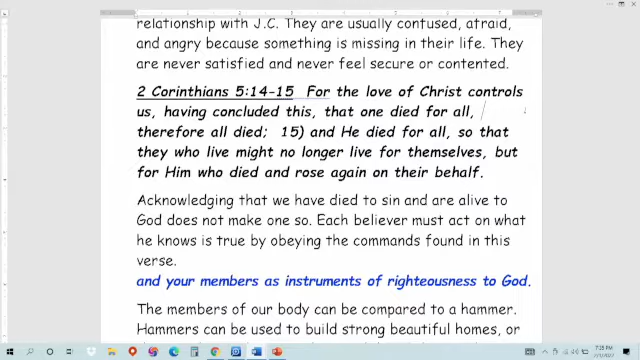 relationship with J.C. They are usually confused, afraid,
and angry because something is missing in their life. They
are never satisfied and never feel secure or contented.
2 Corinthians 5:14-15 For the love of Christ controls
us, having concluded this, that one died for all,
therefore all died; 15) and He died for all, so that
they who live might no longer live for themselves, but
for Him who died and rose again on their behalf.
Acknowledging that we have died to sin and are alive to
God does not make one so. Each believer must act on what
he knows is true by obeying the commands found in this
verse.
and your members as instruments of righteousness to God.
The members of our body can be compared to a hammer.
Hammers can be used to build strong beautiful homes, or